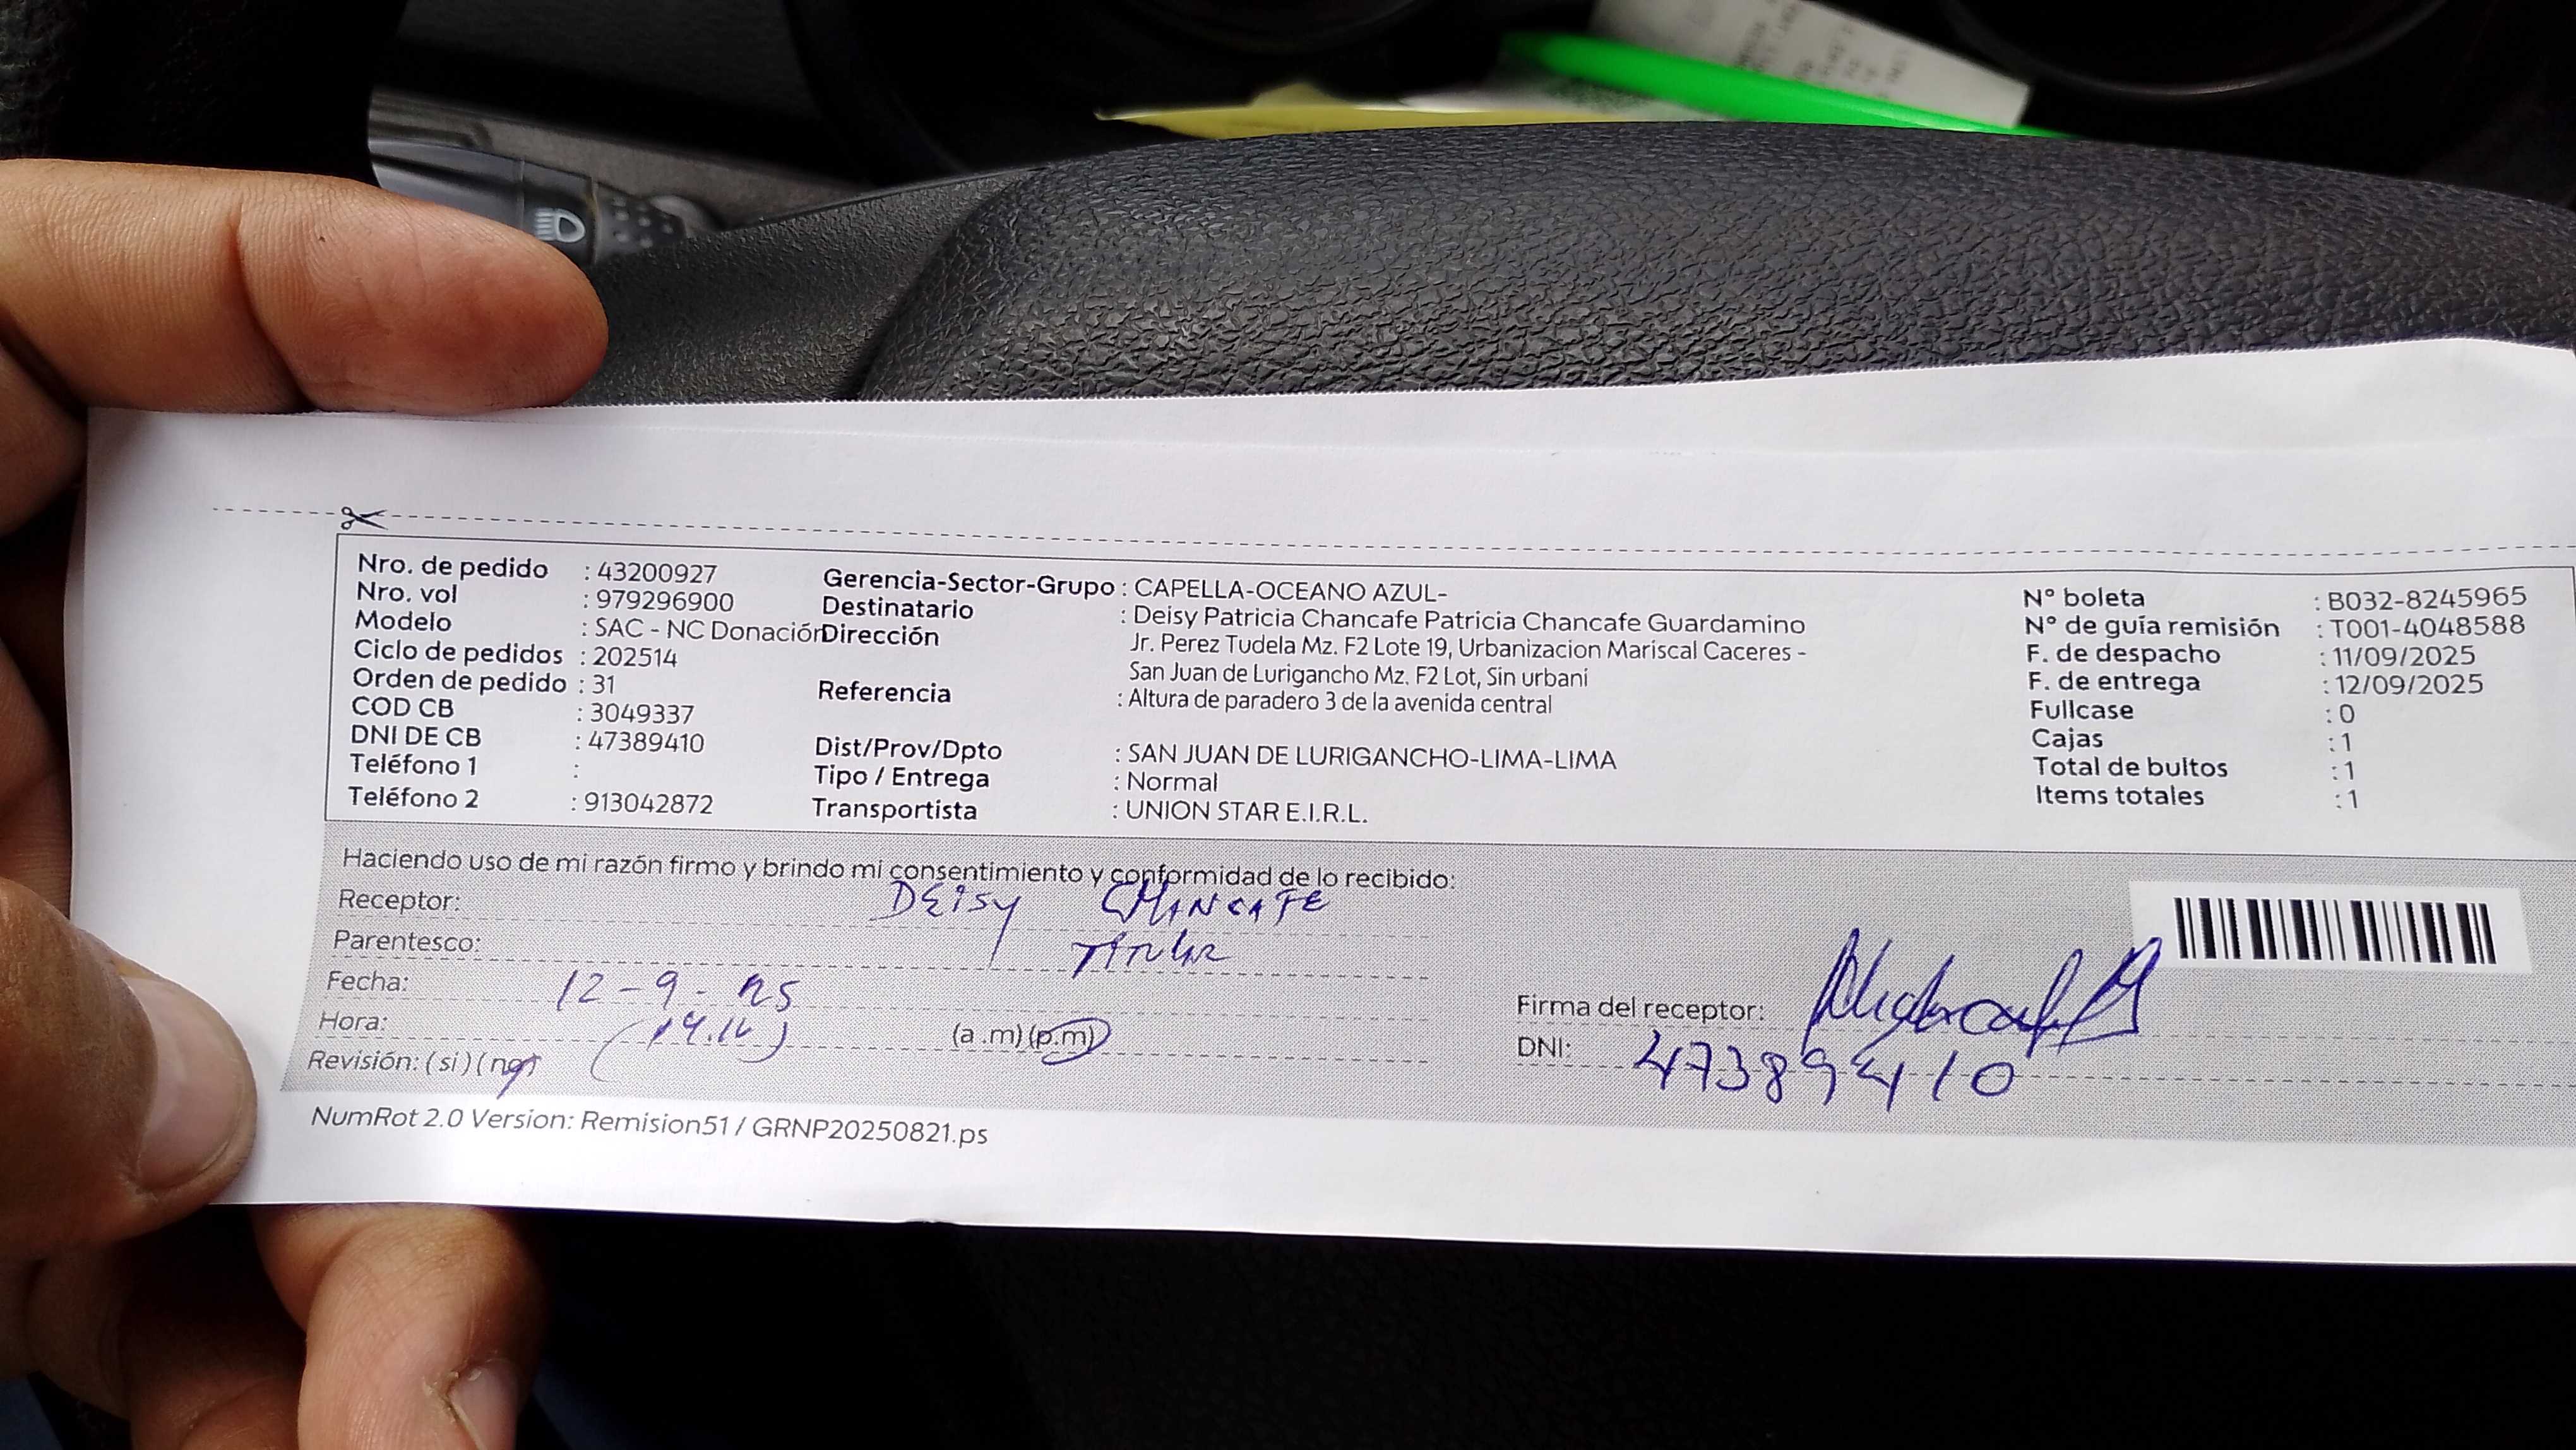 Nro. de pedido : 43200927
Nro. vol : 979296900
Modelo : SAC - NC Donación
Ciclo de pedidos : 202514
Orden de pedido : 31
COD CB : 3049337
DNI DE CB : 47389410
Teléfono 1 :
Teléfono 2 : 913042872
Gerencia-Sector-Grupo : CAPELLA-OCEANO AZUL-
Destinatario : Deisy Patricia Chancafe Patricia Chancafe Guardamino
Dirección Jr. Perez Tudela Mz. F2 Lote 19, Urbanizacion Mariscal Caceres -
San Juan de Lurigancho Mz. F2 Lot, Sin urbani
Referencia : Altura de paradero 3 de la avenida central
Dist/Prov/Dpto : SAN JUAN DE LURIGANCHO-LIMA-LIMA
Tipo / Entrega : Normal
Transportista : UNION STAR E.I.R.L.
N° boleta : B032-8245965
N° de guía remisión : T001-4048588
F. de despacho : 11/09/2025
F. de entrega : 12/09/2025
Fullcase : 0
Cajas : 1
Total de bultos : 1
Items totales : 1
Haciendo uso de mi razón firmo y brindo mi consentimiento y conformidad de lo recibido:
Receptor: DEISY CHANCAFE
Parentesco: TITULAR
Fecha: 12-9-25
Hora: (a.m) (p.m)
Revisión: (si) (no)
Firma del receptor:
DNI: 47389410
NumRot 2.0 Version: Remision51 / GRNP20250821.ps